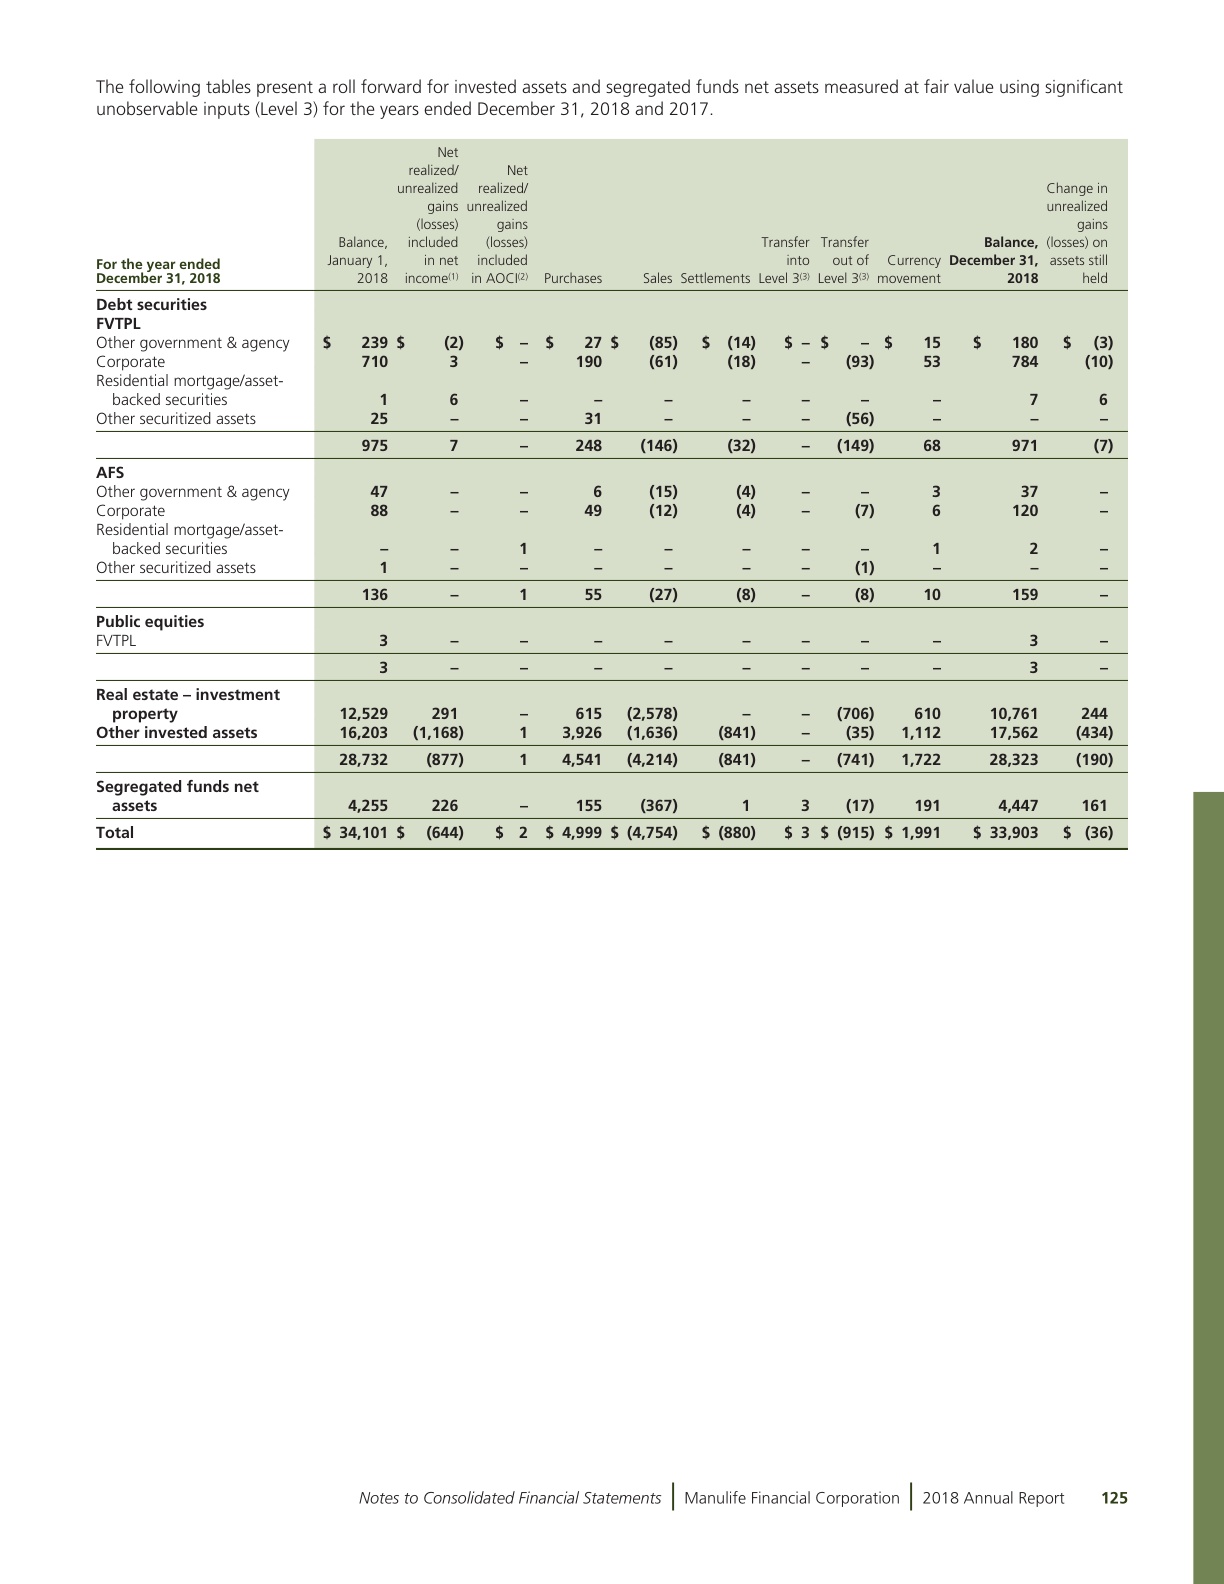 The following tables present a roll forward for invested assets and segregated funds net assets measured at fair value using significant
unobservable inputs (Level 3) for the years ended December 31, 2018 and 2017.
For the year ended
December 31, 2018
Balance,
January 1,
2018
Net
realized/
unrealized
gains
(losses)
included
in net
income(1)
Net
realized/
unrealized
gains
(losses)
included
in AOCI(2)
Purchases
Sales
Settlements
Transfer
into
Level 3(3)
Transfer
out of
Level 3(3)
Currency
movement
Balance,
December 31,
2018
Change in
unrealized
gains
(losses) on
assets still
held
Debt securities
FVTPL
Other government & agency $ 239 $ (2) $ – $ 27 $ (85) $ (14) $ – $ – $ 15 $ 180 $ (3)
Corporate 710 3 – 190 (61) (18) – (93) 53 784 (10)
Residential mortgage/asset-
backed securities 1 6 – – – – – – – 7 6
Other securitized assets 25 – – 31 – – – (56) – – –
975 7 – 248 (146) (32) – (149) 68 971 (7)
AFS
Other government & agency 47 – – 6 (15) (4) – – 3 37 –
Corporate 88 – – 49 (12) (4) – (7) 6 120 –
Residential mortgage/asset-
backed securities – – 1 – – – – – 1 2 –
Other securitized assets 1 – – – – – – (1) – – –
136 – 1 55 (27) (8) – (8) 10 159 –
Public equities
FVTPL 3 – – – – – – – – 3 –
3 – – – – – – – – 3 –
Real estate – investment
property 12,529 291 – 615 (2,578) – – (706) 610 10,761 244
Other invested assets 16,203 (1,168) 1 3,926 (1,636) (841) – (35) 1,112 17,562 (434)
28,732 (877) 1 4,541 (4,214) (841) – (741) 1,722 28,323 (190)
Segregated funds net
assets 4,255 226 – 155 (367) 1 3 (17) 191 4,447 161
Total $ 34,101 $ (644) $ 2 $ 4,999 $ (4,754) $ (880) $ 3 $ (915) $ 1,991 $ 33,903 $ (36)
Notes to Consolidated Financial Statements | Manulife Financial Corporation | 2018 Annual Report 125